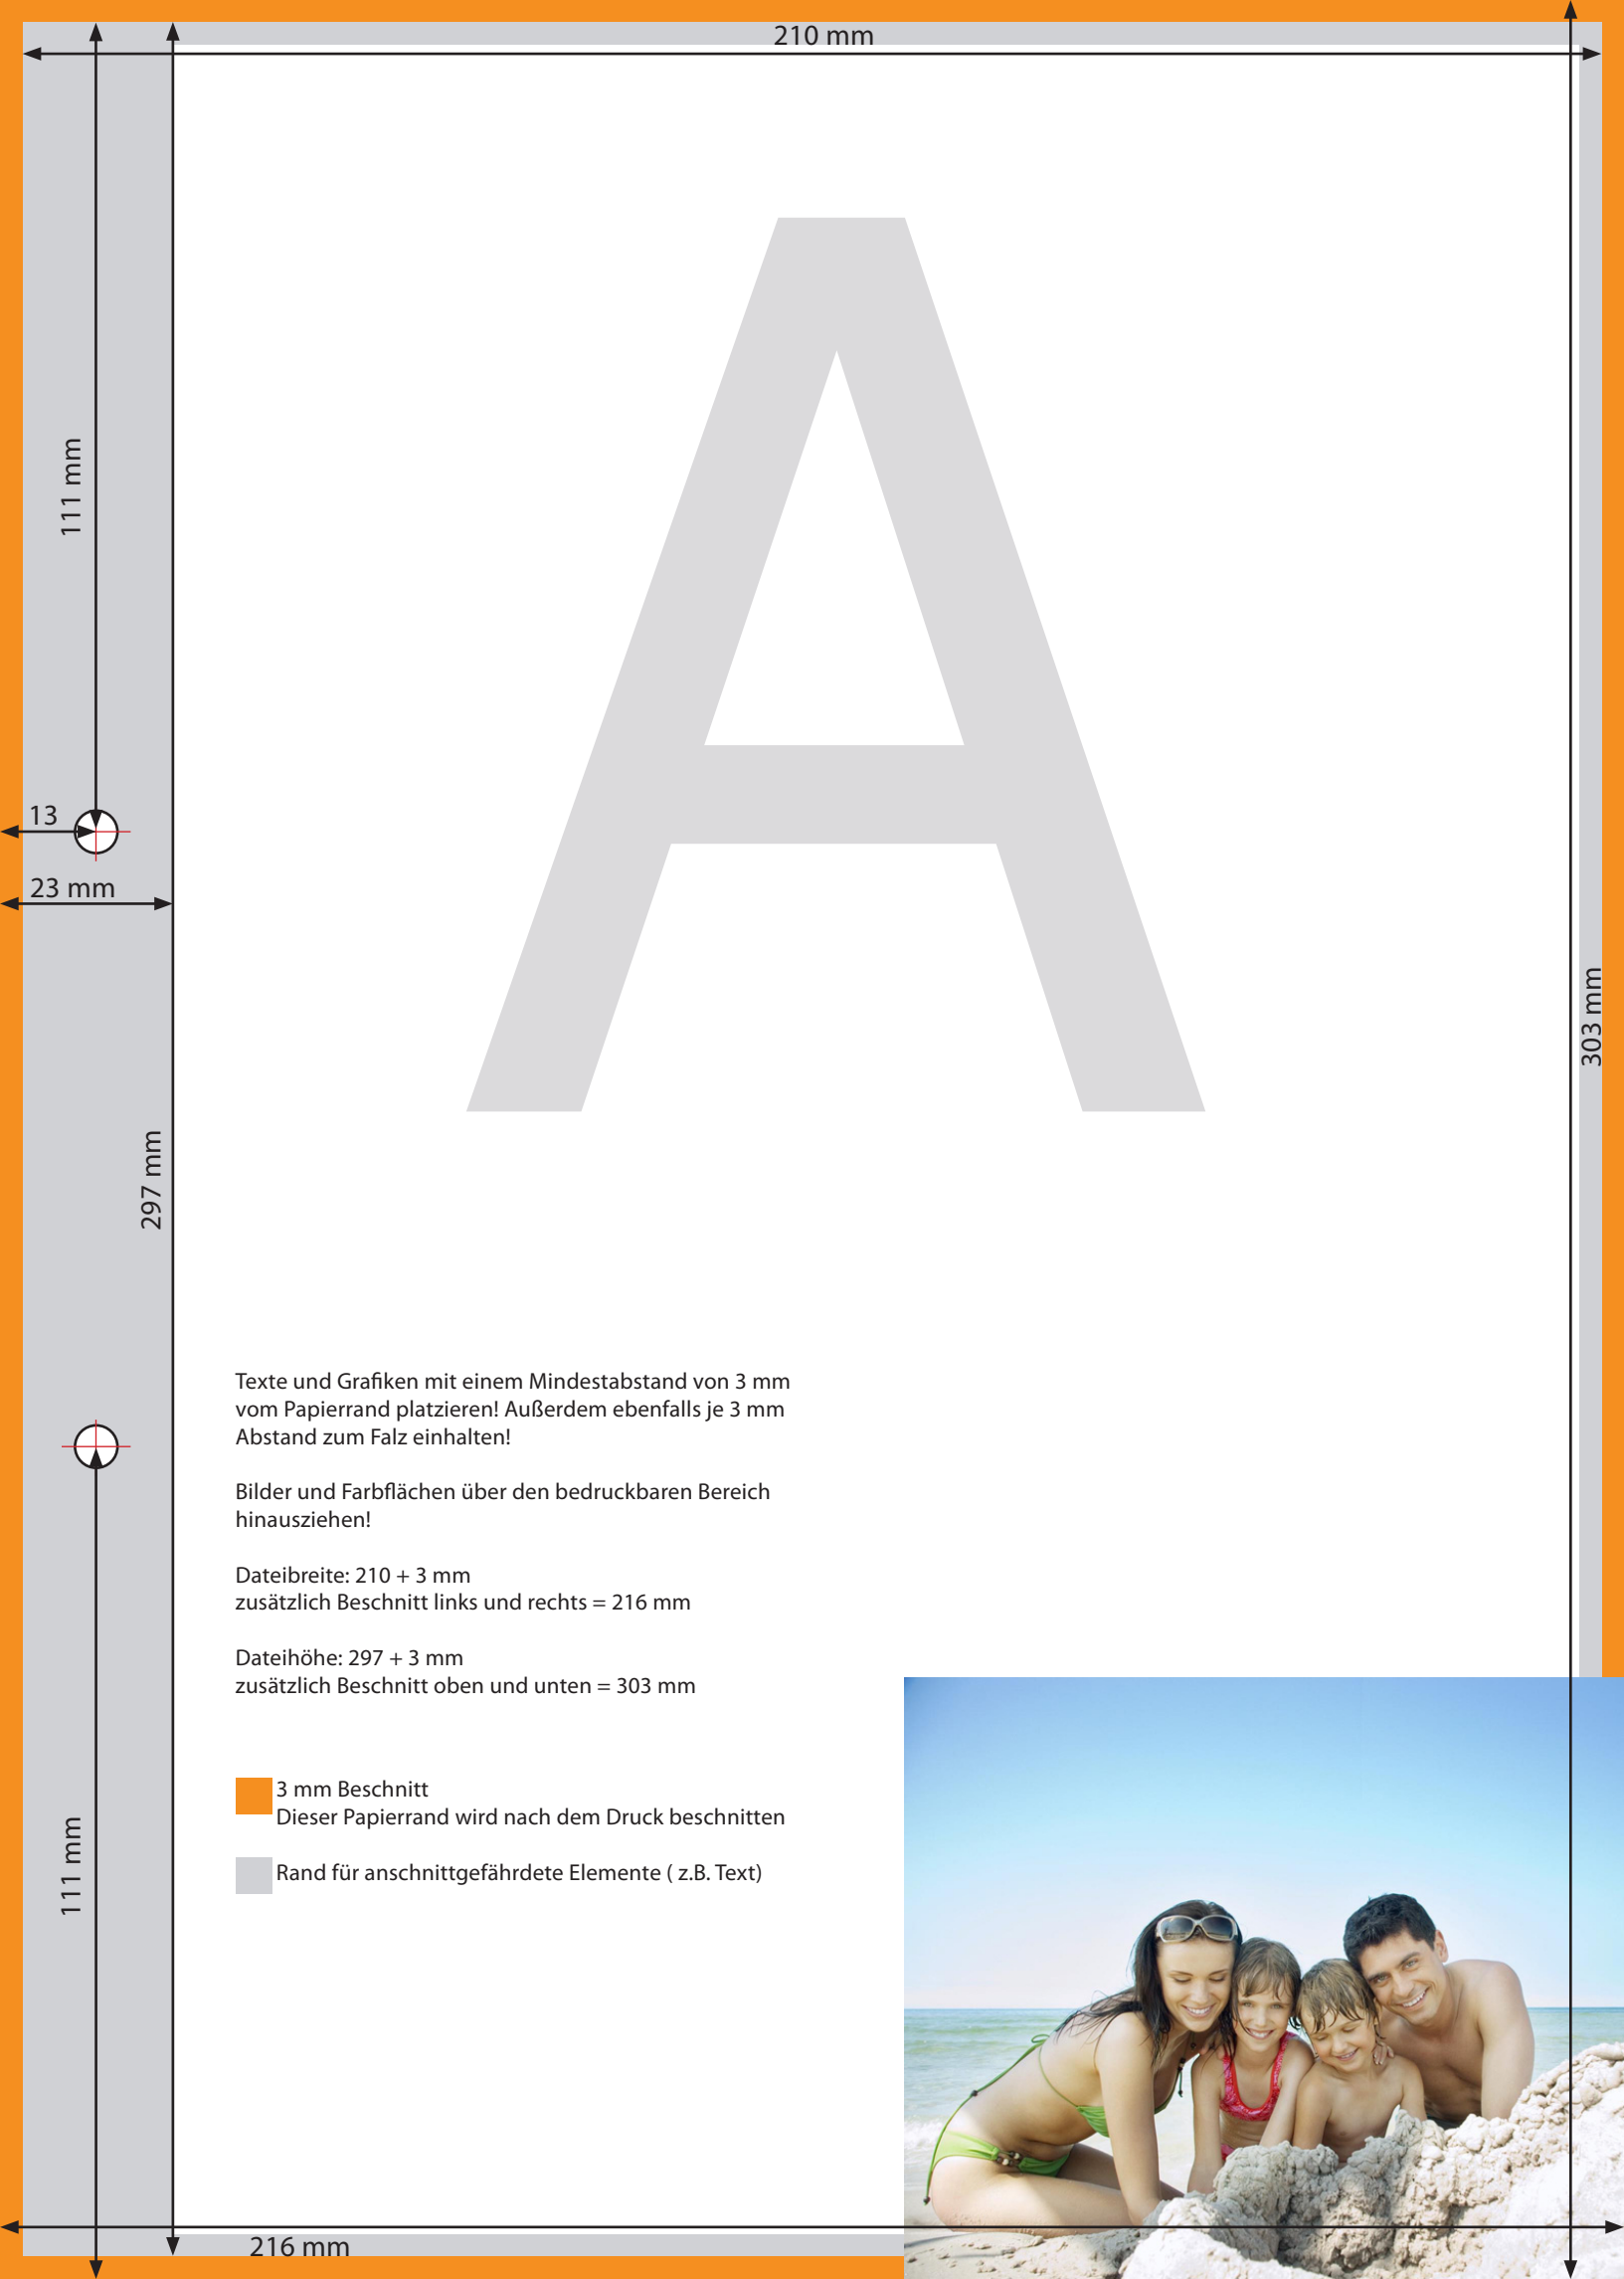 210 mm
111 mm
A
13
23 mm
303 mm
297 mm
Texte und Grafiken mit einem Mindestabstand von 3 mm
vom Papierrand platzieren! Außerdem ebenfalls je 3 mm
Abstand zum Falz einhalten!
Bilder und Farbflächen über den bedruckbaren Bereich
hinausziehen!
Dateibreite: 210 + 3 mm
zusätzlich Beschnitt links und rechts = 216 mm
Dateihöhe: 297 + 3 mm
zusätzlich Beschnitt oben und unten = 303 mm
3 mm Beschnitt
Dieser Papierrand wird nach dem Druck beschnitten
Rand für anschnittgefährdete Elemente ( z.B. Text)
111 mm
216 mm